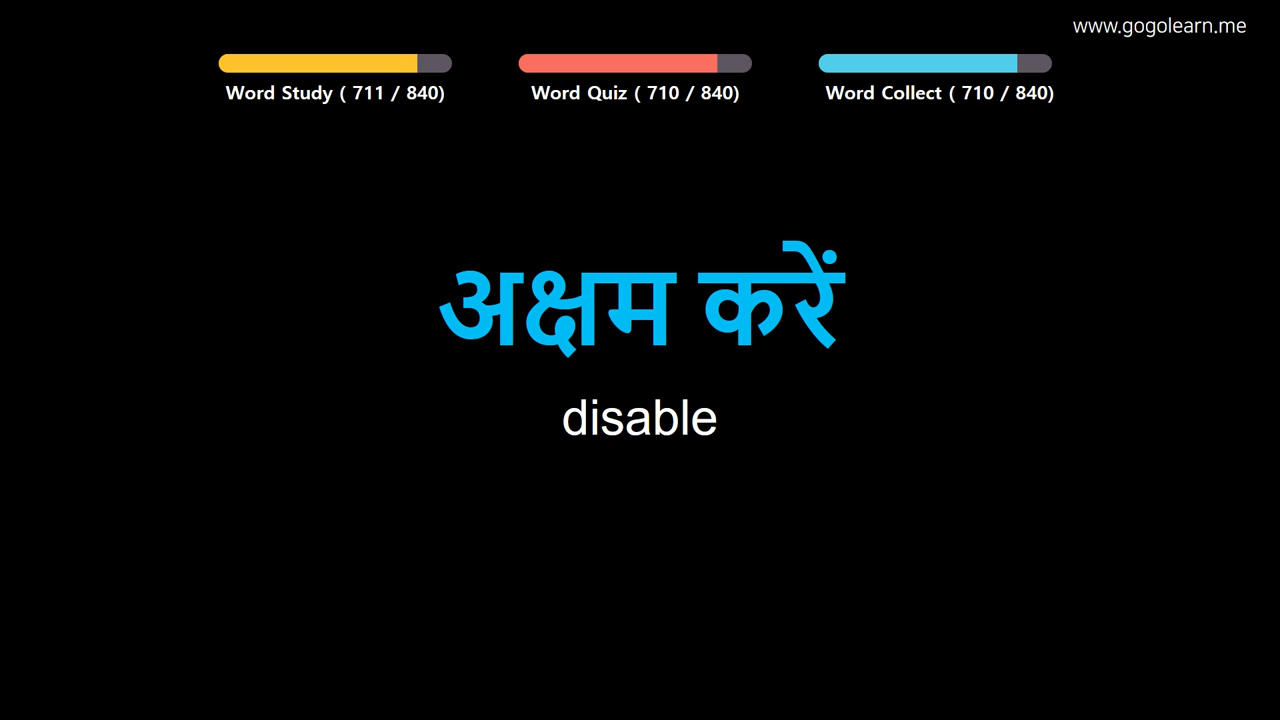 www.gogolearn.me
Word Study ( 711 / 840)
Word Quiz ( 710 / 840)
Word Collect ( 710 / 840)
अक्षम करें
disable